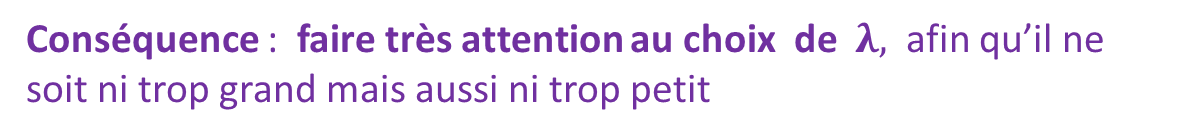 Conséquence : faire très attention au choix de λ, afin qu’il ne
soit ni trop grand mais aussi ni trop petit